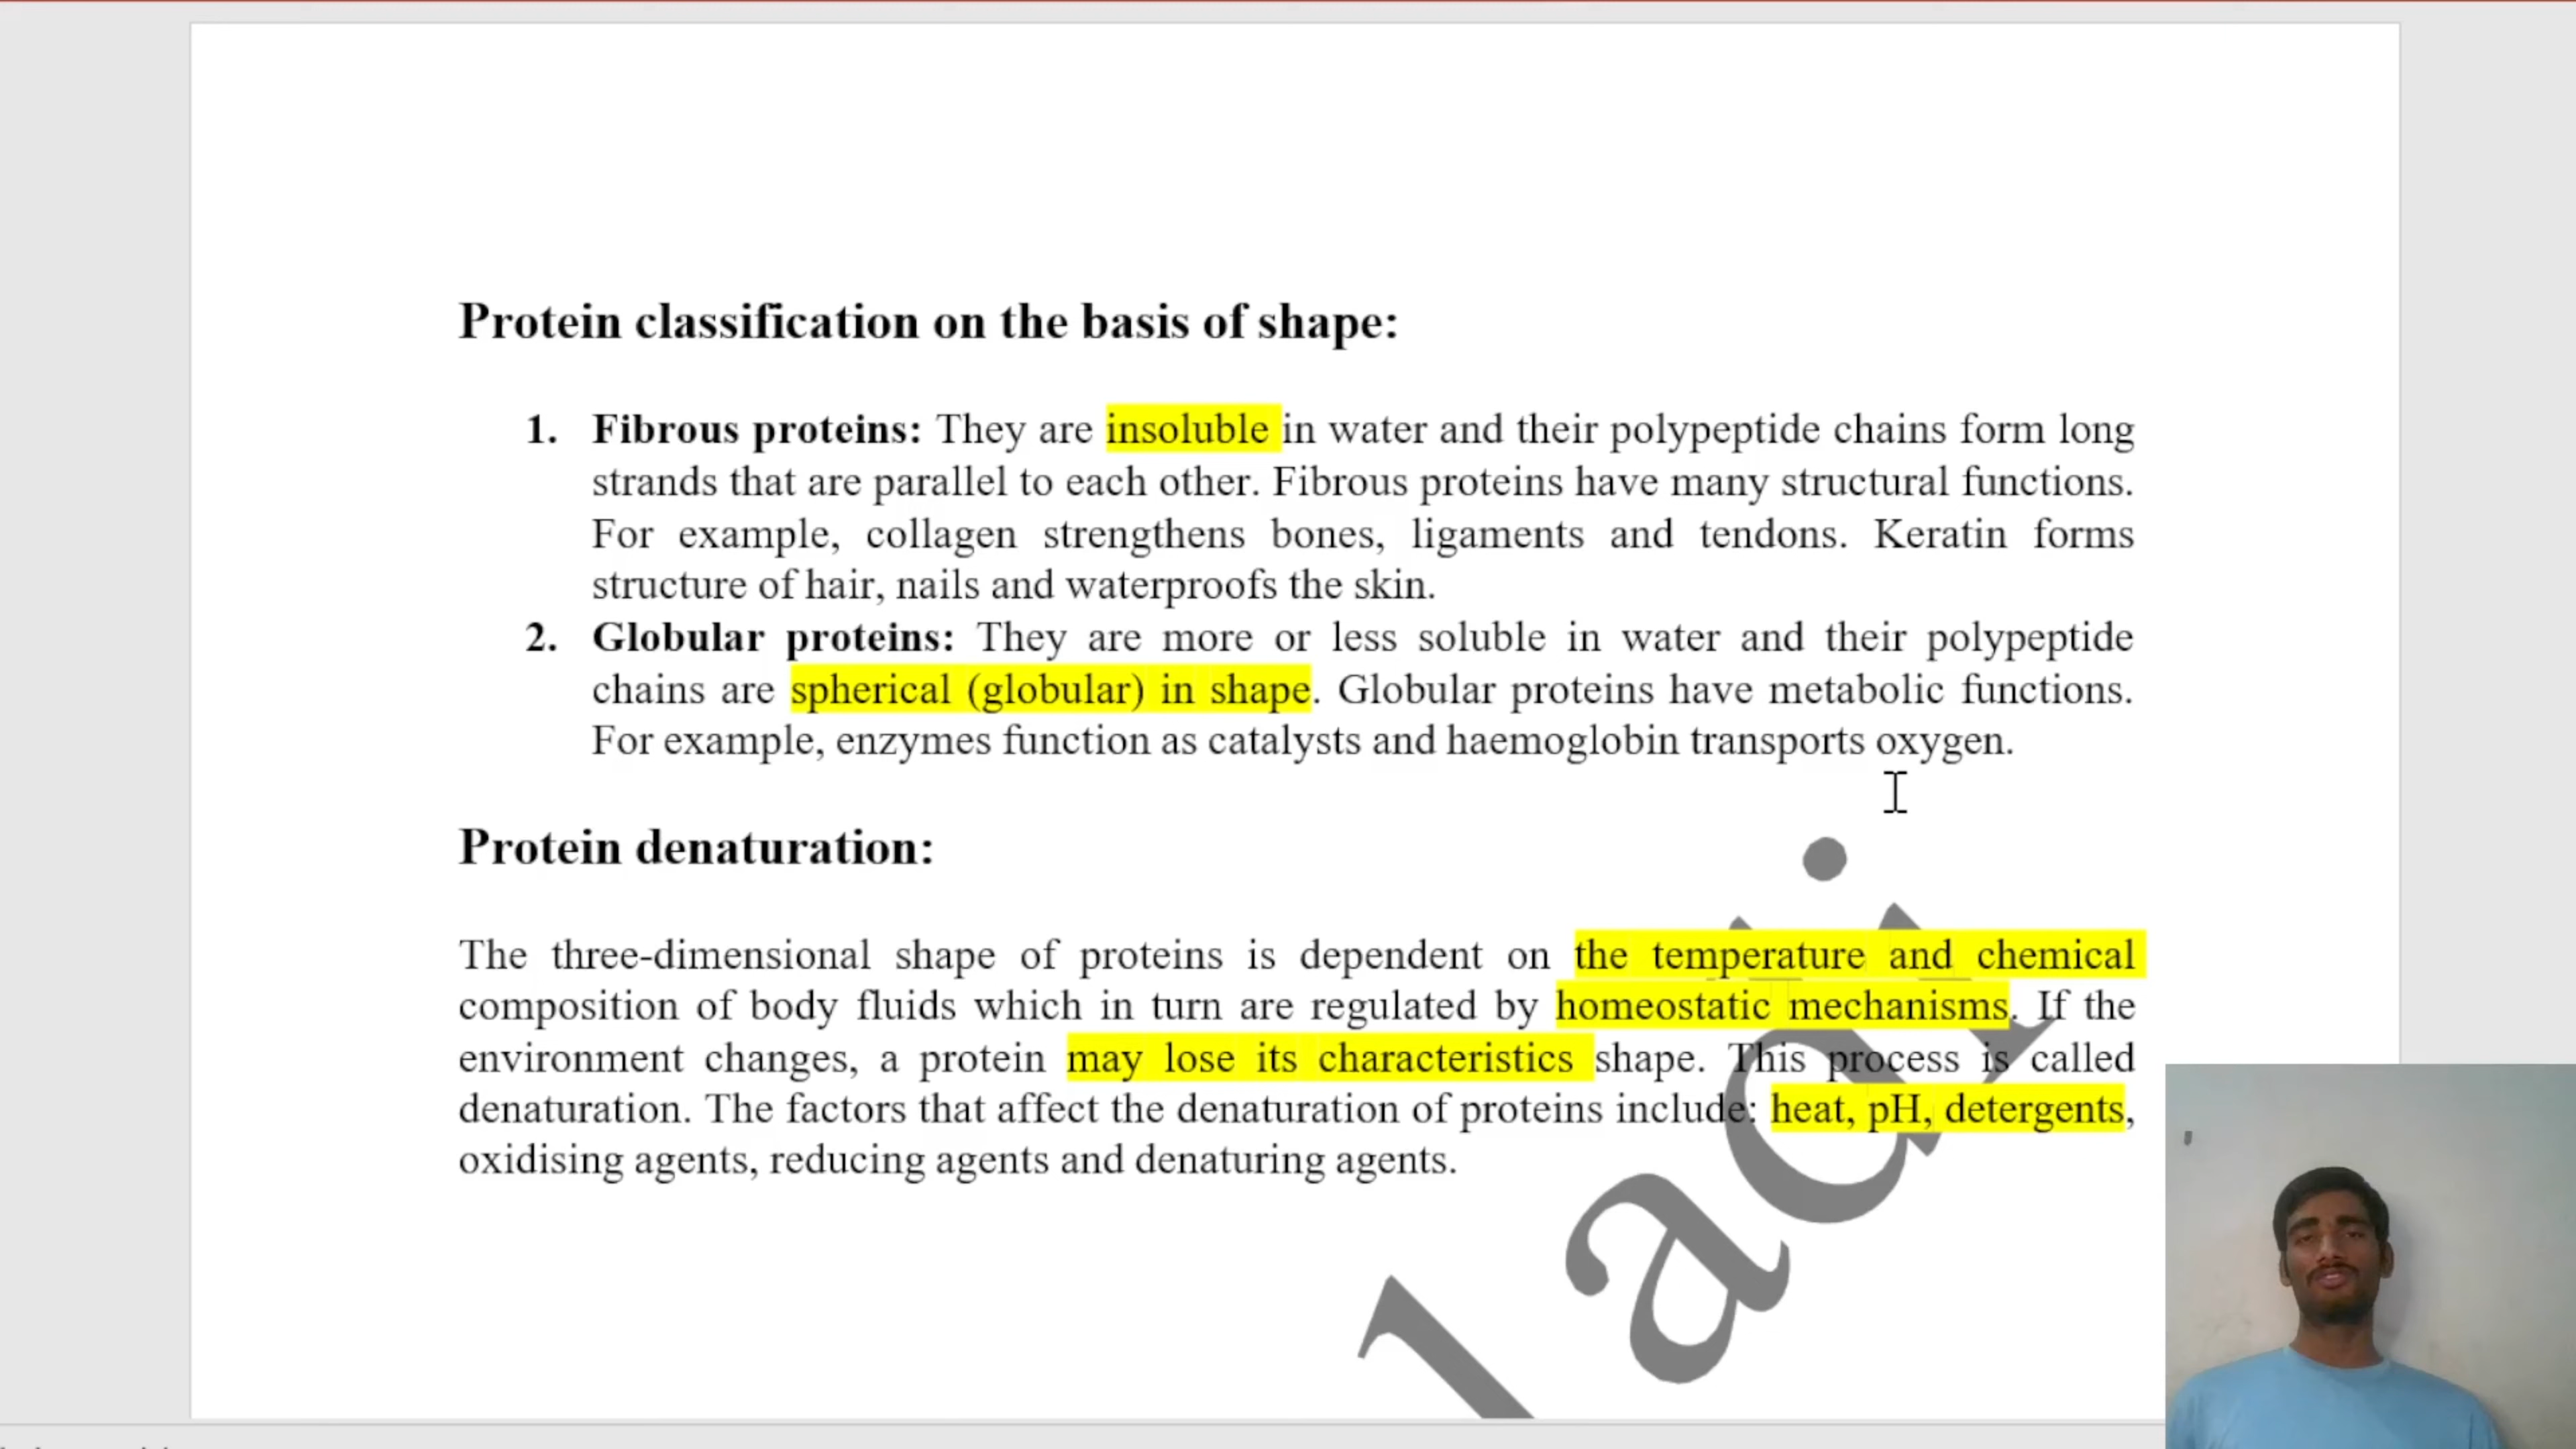 Protein classification on the basis of shape:
1. Fibrous proteins: They are insoluble in water and their polypeptide chains form long
strands that are parallel to each other. Fibrous proteins have many structural functions.
For example, collagen strengthens bones, ligaments and tendons. Keratin forms
structure of hair, nails and waterproofs the skin.
2. Globular proteins: They are more or less soluble in water and their polypeptide
chains are spherical (globular) in shape. Globular proteins have metabolic functions.
For example, enzymes function as catalysts and haemoglobin transports oxygen.
Protein denaturation:
The three-dimensional shape of proteins is dependent on the temperature and chemical
composition of body fluids which in turn are regulated by homeostatic mechanisms. If the
environment changes, a protein may lose its characteristics shape. This process is called
denaturation. The factors that affect the denaturation of proteins include: heat, pH, detergents,
oxidising agents, reducing agents and denaturing agents.